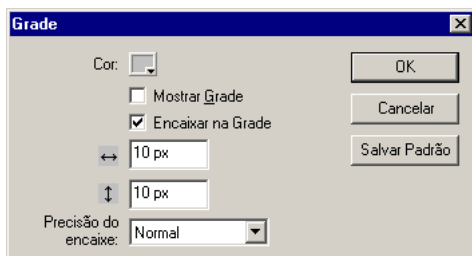 Grade
Cor:
OK
Mostrar Grade
Encaixar na Grade
Cancelar
10 px
Salvar Padrão
10 px
Precisão do
encaixe:
Normal